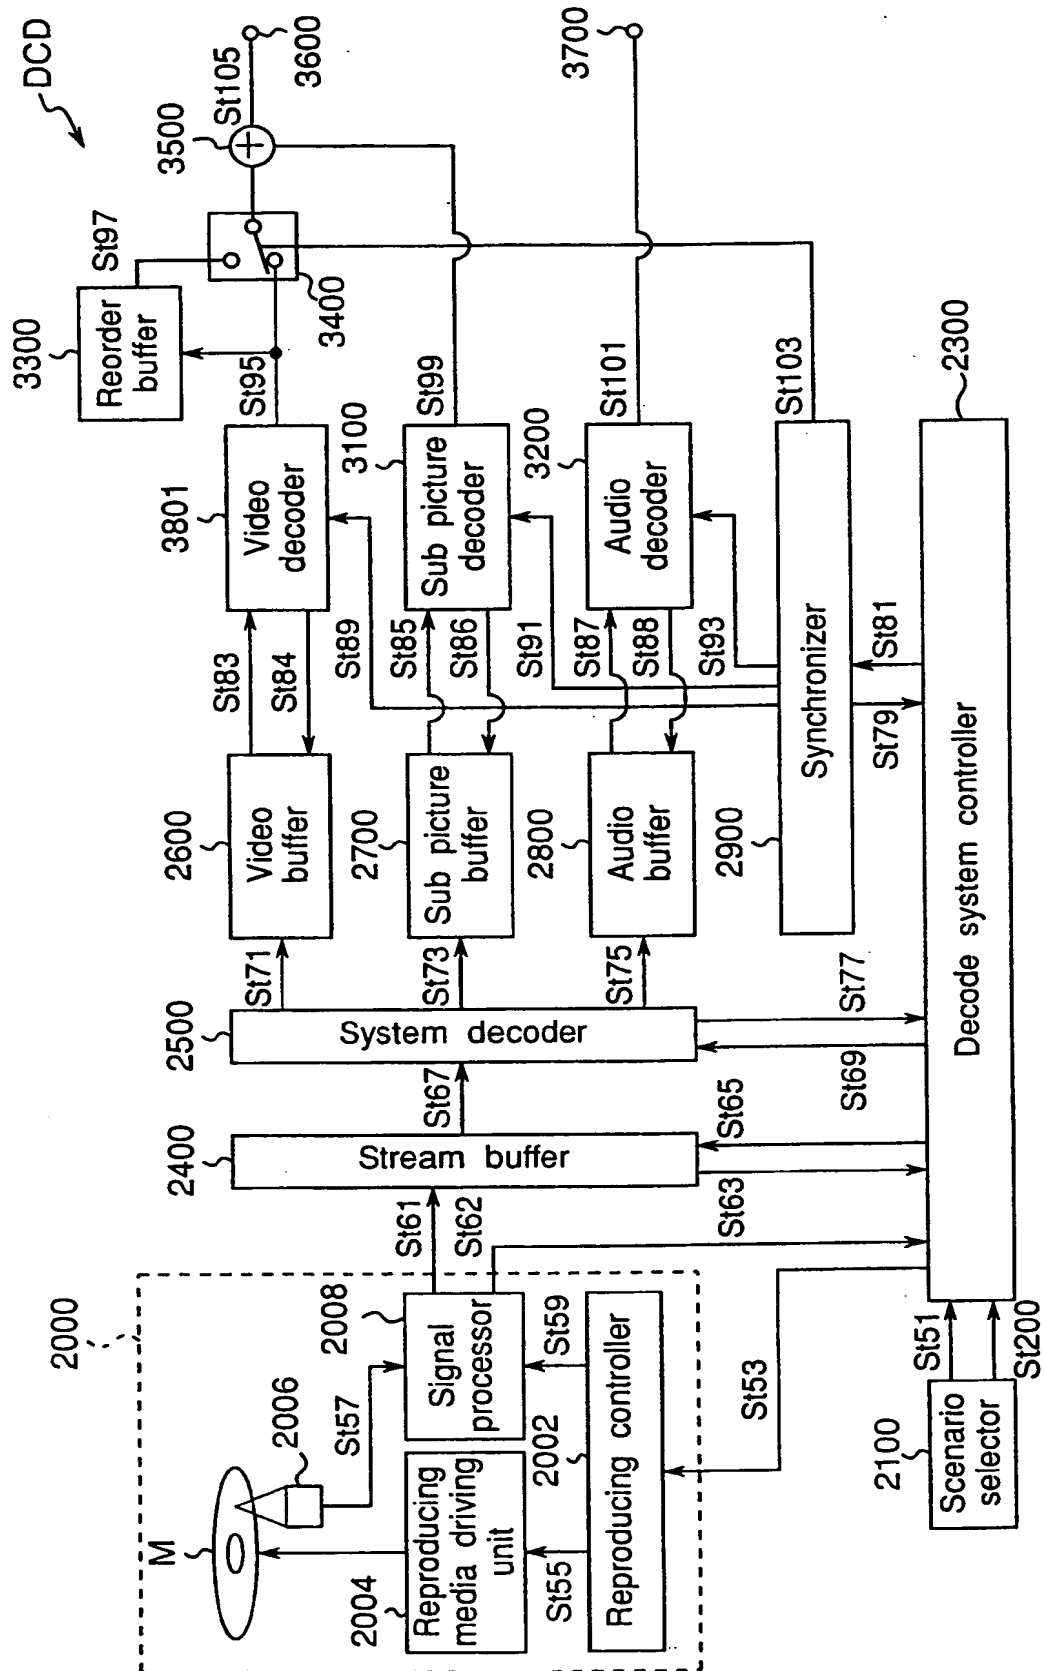 DCD
3600
St105
3500
3700
St97
3400
3300
Reorder
buffer
St95
3801
Video
decoder
3100
St99
Sub picture
decoder
3200
St101
Audio
decoder
St103
2300
St83
St84
St89
St85
St86
St91
St87
St88
St93
St81
St79
Synchronizer
2900
2600
Video
buffer
2700
Sub picture
buffer
2800
Audio
buffer
Decode system controller
St71
St73
St75
St77
St69
2500
System decoder
St67
St65
2400
Stream buffer
St63
St61
St62
2000
2008
Signal
processor
St59
St57
2006
M
2004
Reproducing
media driving
unit
2002
Reproducing controller
St55
St53
St51
St200
2100
Scenario
selector